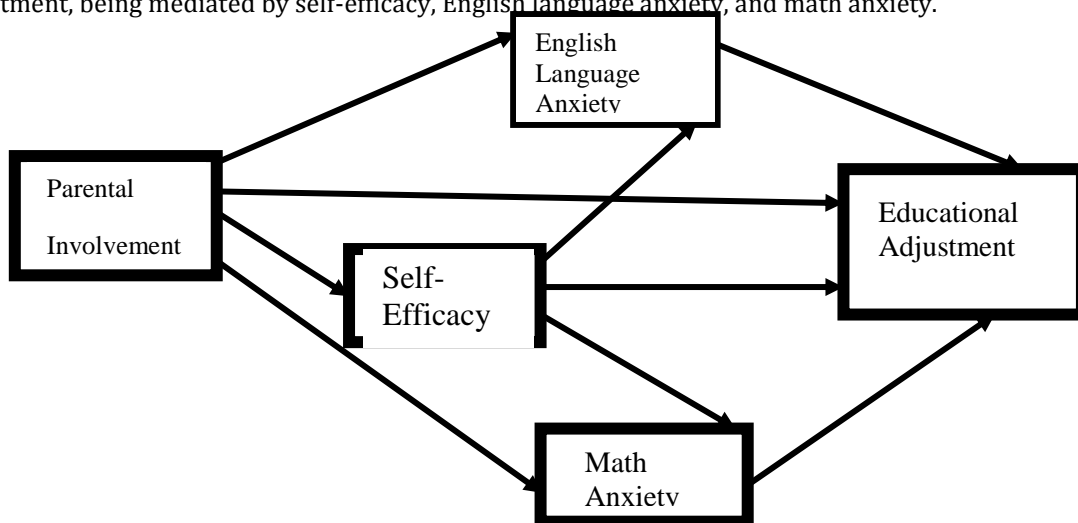 tment, being mediated by self-efficacy, English language anxiety, and math anxiety.
English
Language
Anxiety
Parental
Involvement
Educational
Adjustment
Self-
Efficacy
Math
Anxiety